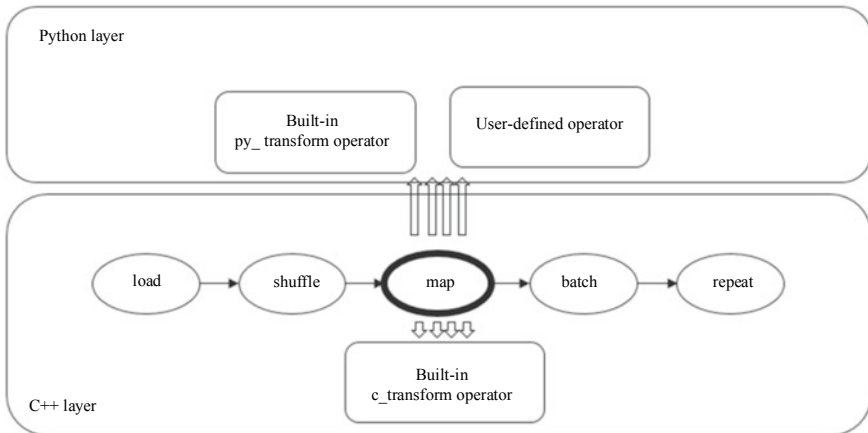 Python layer
Built-in
py_ transform operator
User-defined operator
load
shuffle
map
batch
repeat
Built-in
c_transform operator
C++ layer